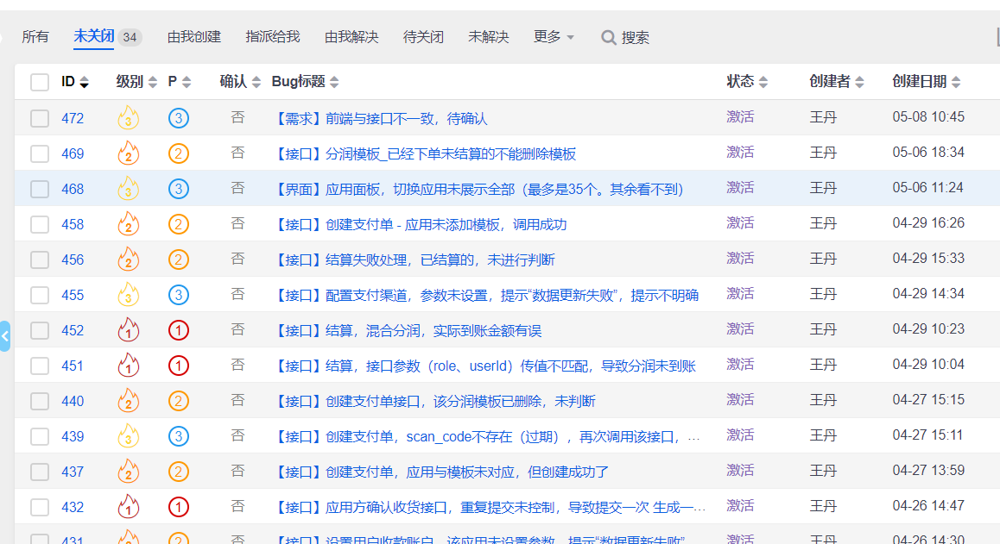 所有 未关闭 34 由我创建 指派给我 由我解决 待关闭 未解决 更多 搜索
ID 级别 P 确认 Bug标题 状态 创建者 创建日期
472 3 3 否 【需求】前端与接口不一致，待确认 激活 王丹 05-08 10:45
469 2 2 否 【接口】分润模板_已经下单未结算的不能删除模板 激活 王丹 05-06 18:34
468 3 3 否 【界面】应用面板，切换应用未展示全部（最多是35个。其余看不到） 激活 王丹 05-06 11:24
458 2 2 否 【接口】创建支付单 - 应用未添加模板，调用成功 激活 王丹 04-29 16:26
456 2 2 否 【接口】结算失败处理，已结算的，未进行判断 激活 王丹 04-29 15:33
455 3 3 否 【接口】配置支付渠道，参数未设置，提示“数据更新失败”，提示不明确 激活 王丹 04-29 14:34
452 1 1 否 【接口】结算，混合分润，实际到账金额有误 激活 王丹 04-29 10:23
451 1 1 否 【接口】结算，接口参数（role、userId）传值不匹配，导致分润未到账 激活 王丹 04-29 10:04
440 2 2 否 【接口】创建支付单接口，该分润模板已删除，未判断 激活 王丹 04-27 15:15
439 3 3 否 【接口】创建支付单，scan_code不存在（过期），再次调用该接口，… 激活 王丹 04-27 15:11
437 2 2 否 【接口】创建支付单，应用与模板未对应，但创建成功了 激活 王丹 04-27 13:59
432 1 1 否 【接口】应用方确认收货接口，重复提交未控制，导致提交一次 生成一… 激活 王丹 04-26 14:47
431 2 2 否 【接口】设置用户收款账户，该应用未设置参数，提示“数据更新失败” 激活 王丹 04-26 14:30